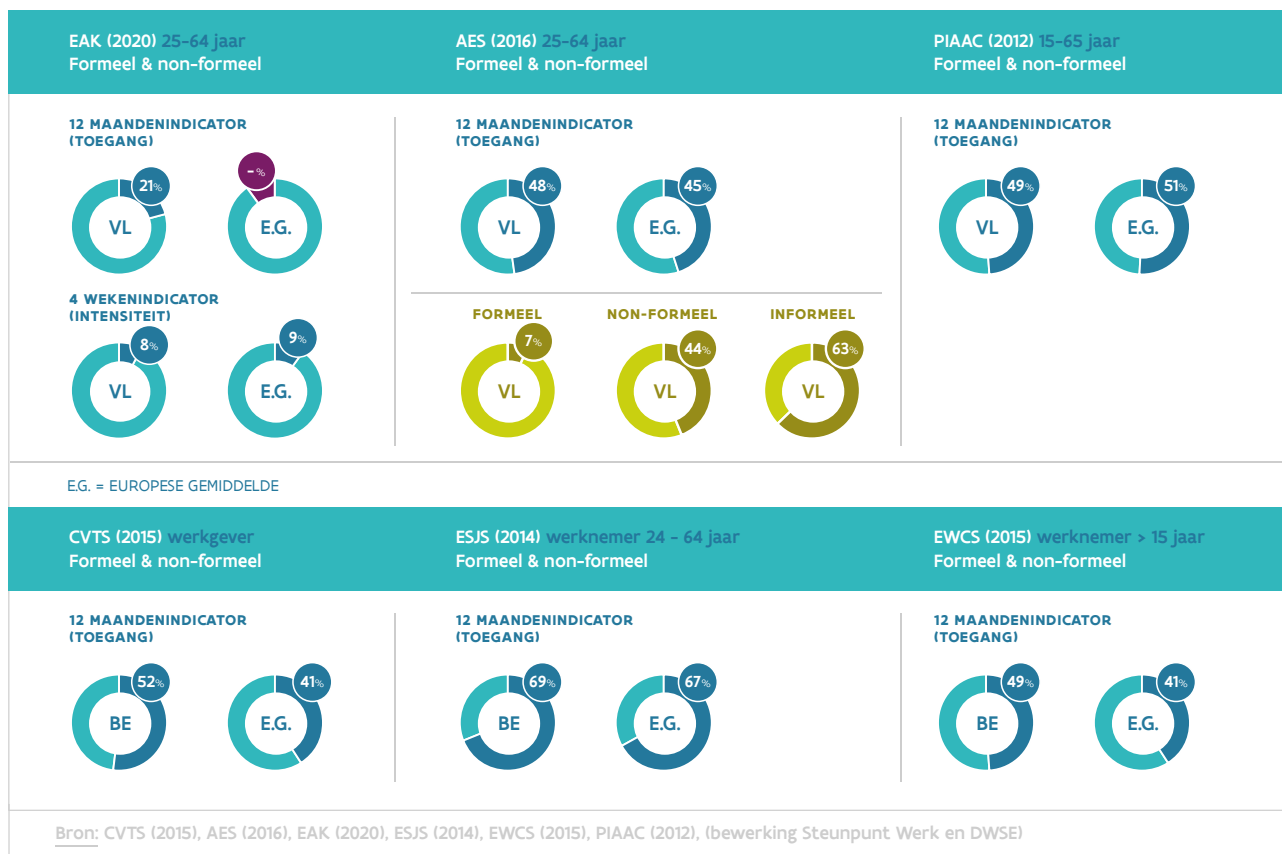 EAK (2020) 25-64 jaar
Formeel & non-formeel
AES (2016) 25-64 jaar
Formeel & non-formeel
PIAAC (2012) 15-65 jaar
Formeel & non-formeel
12 MAANDENINDICATOR
(TOEGANG)
21%
VL
-%
E.G.
4 WEKENINDICATOR
(INTENSITEIT)
8%
VL
9%
E.G.
12 MAANDENINDICATOR
(TOEGANG)
48%
VL
45%
E.G.
FORMEEL
7%
VL
NON-FORMEEL
44%
VL
INFORMEEL
63%
VL
12 MAANDENINDICATOR
(TOEGANG)
49%
VL
51%
E.G.
E.G. = EUROPESE GEMIDDELDE
CVTS (2015) werkgever
Formeel & non-formeel
ESJS (2014) werknemer 24 - 64 jaar
Formeel & non-formeel
EWCS (2015) werknemer > 15 jaar
Formeel & non-formeel
12 MAANDENINDICATOR
(TOEGANG)
52%
BE
41%
E.G.
12 MAANDENINDICATOR
(TOEGANG)
69%
BE
67%
E.G.
12 MAANDENINDICATOR
(TOEGANG)
49%
BE
41%
E.G.
Bron: CVTS (2015), AES (2016), EAK (2020), ESJS (2014), EWCS (2015), PIAAC (2012), (bewerking Steunpunt Werk en DWSE)